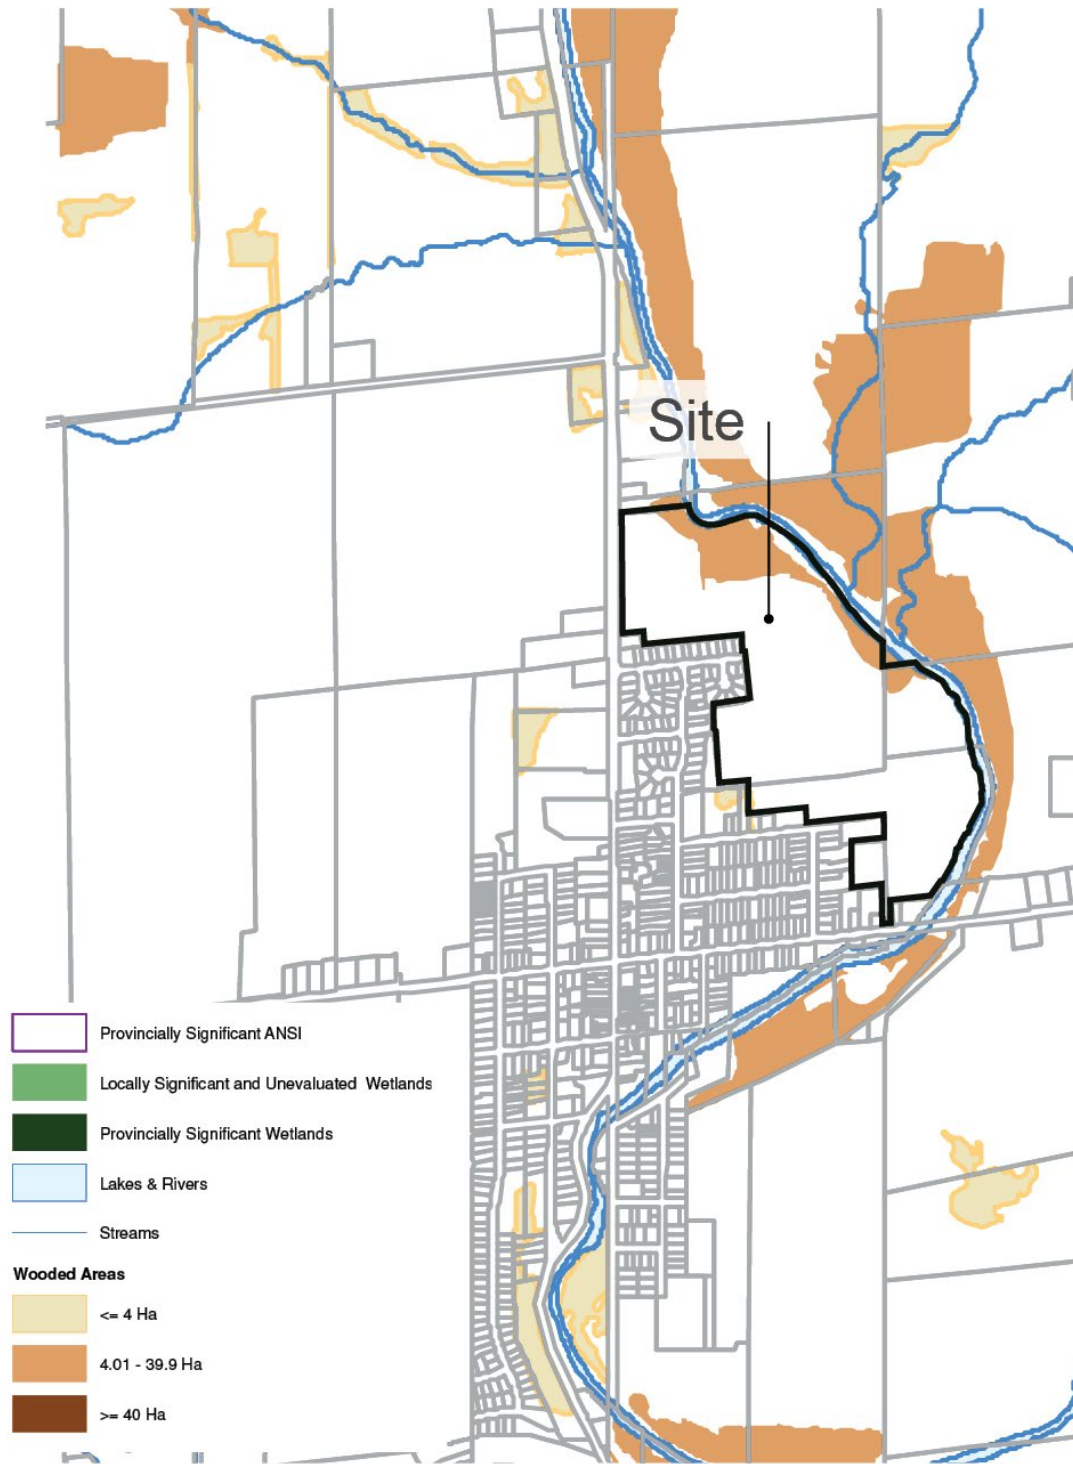 Site
Provincially Significant ANSI
Locally Significant and Unevaluated Wetlands
Provincially Significant Wetlands
Lakes & Rivers
Streams
Wooded Areas
<= 4 Ha
4.01 - 39.9 Ha
>= 40 Ha